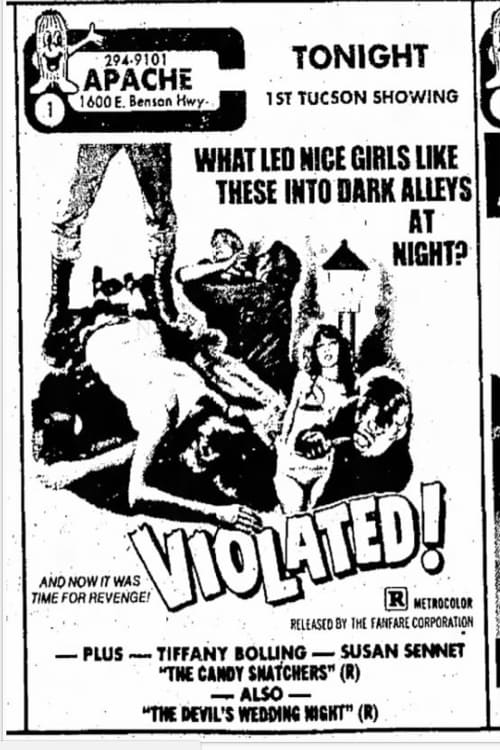 294-9101
APACHE
1600 E. Benson Hwy.
1
TONIGHT
1ST TUCSON SHOWING
WHAT LED NICE GIRLS LIKE
THESE INTO DARK ALLEYS
AT
NIGHT?
VIOLATED!
AND NOW IT WAS
TIME FOR REVENGE!
R METROCOLOR
RELEASED BY THE FANFARE CORPORATION
— PLUS — TIFFANY BOLLING — SUSAN SENNET
"THE CANDY SNATCHERS" (R)
— ALSO —
"THE DEVIL'S WEDDING NIGHT" (R)